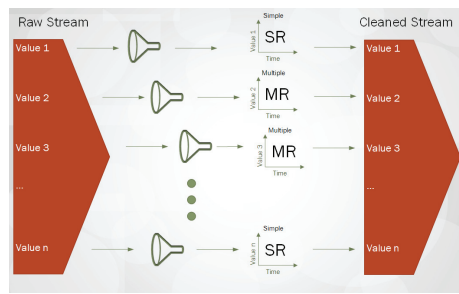 Raw Stream
Cleaned Stream
Value 1
Simple
Value 1
SR
Time
Value 1
Value 2
Multiple
Value 2
MR
Time
Value 2
Value 3
Multiple
Value 3
MR
Time
Value 3
...
...
Value n
Simple
Value n
SR
Time
Value n